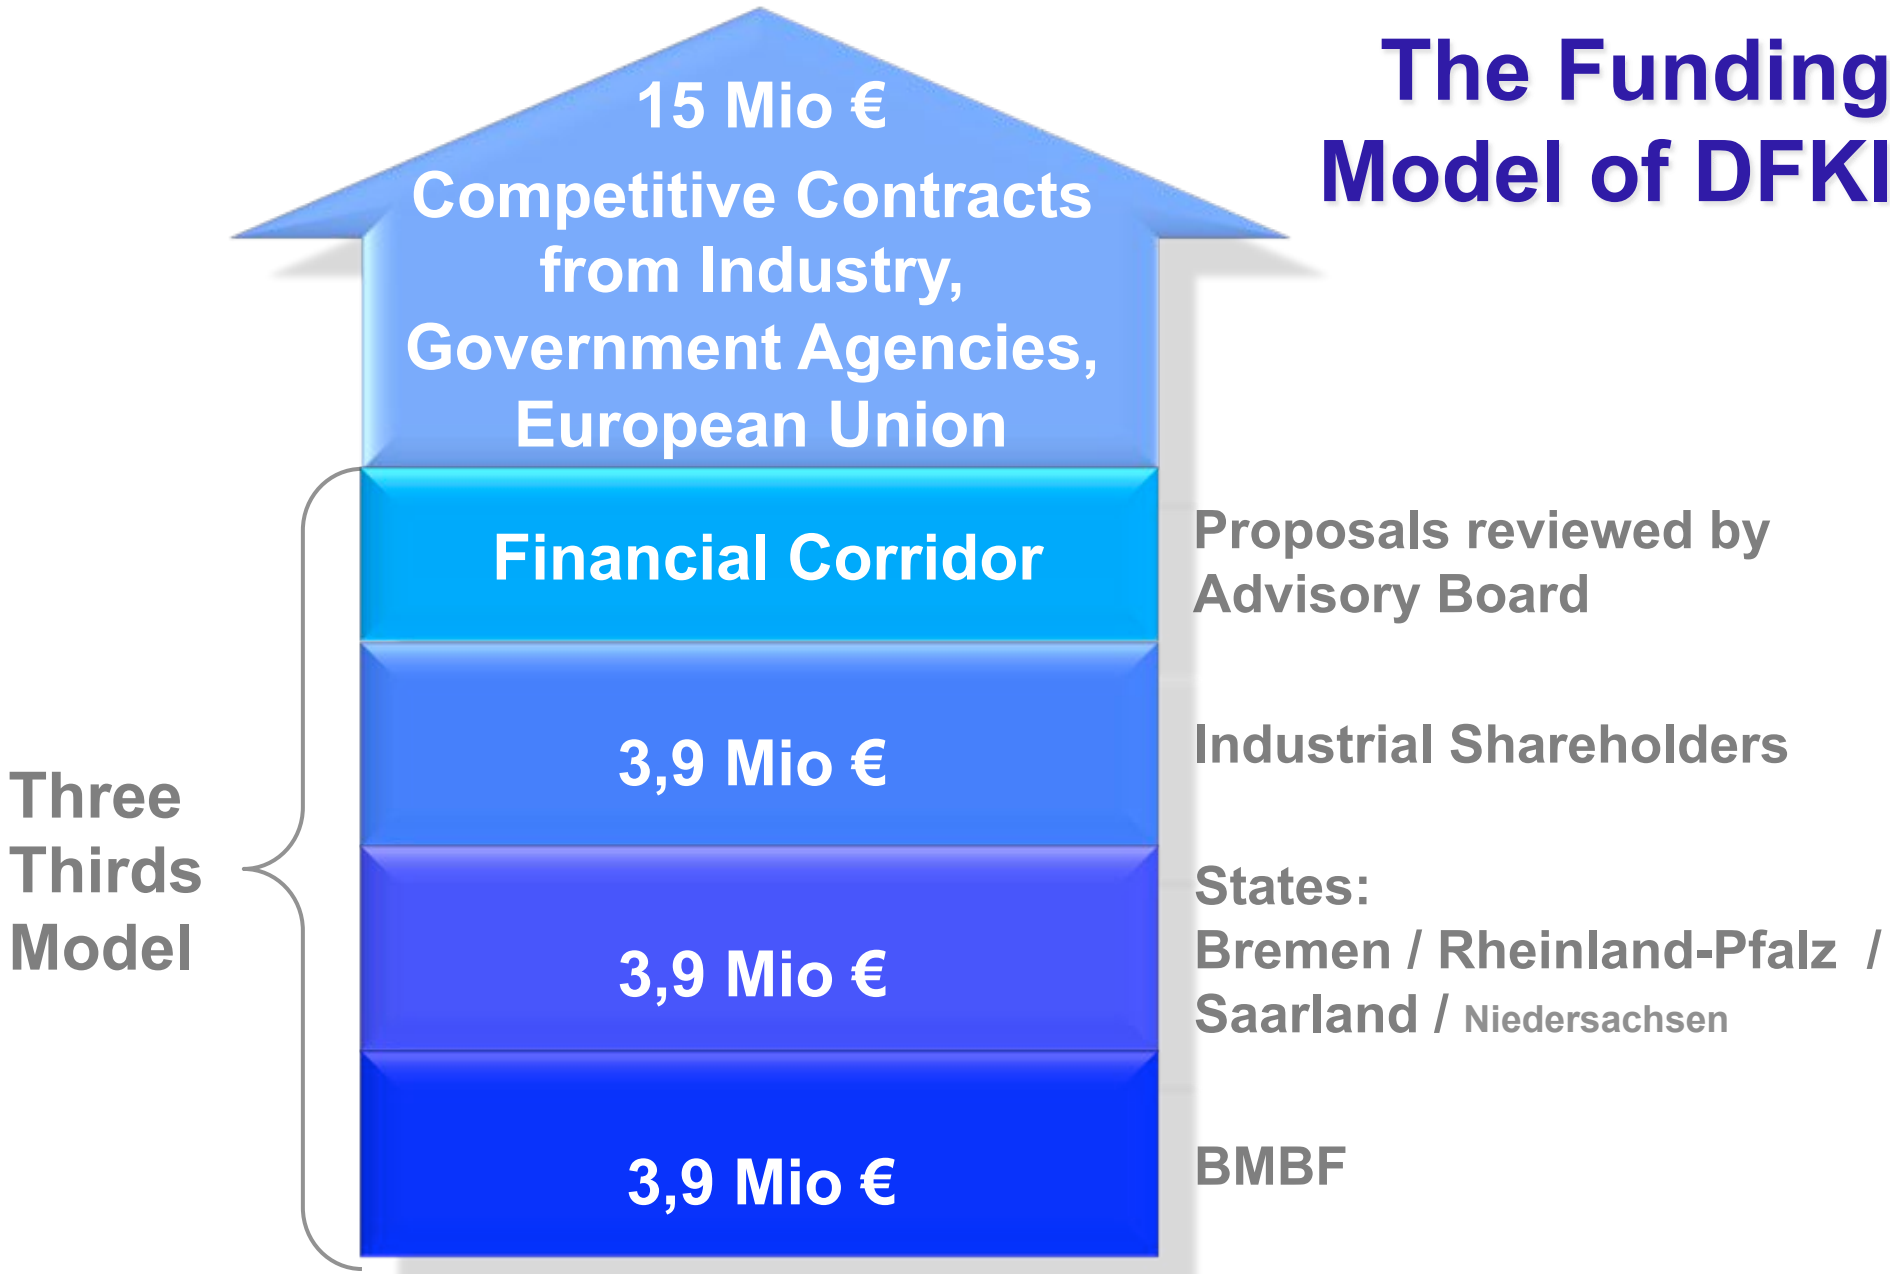 The Funding
Model of DFKI
15 Mio €
Competitive Contracts
from Industry,
Government Agencies,
European Union
Financial Corridor
Proposals reviewed by
Advisory Board
3,9 Mio €
Industrial Shareholders
Three
Thirds
Model
3,9 Mio €
States:
Bremen / Rheinland-Pfalz /
Saarland / Niedersachsen
3,9 Mio €
BMBF